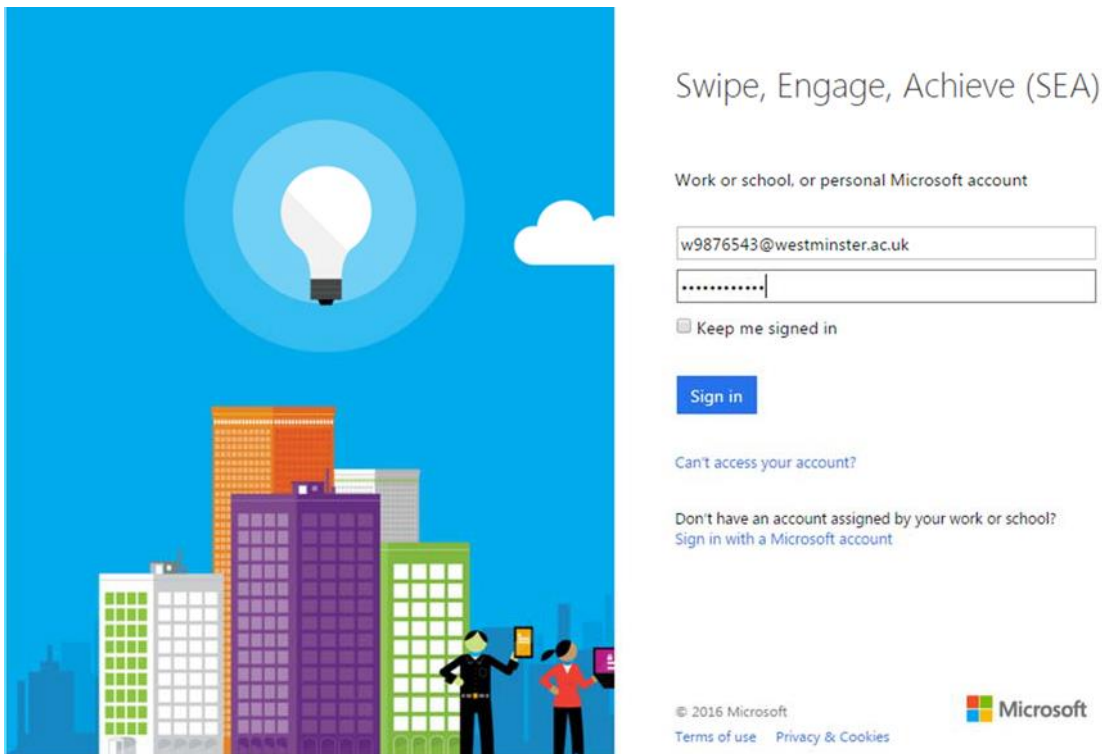 Swipe, Engage, Achieve (SEA)
Work or school, or personal Microsoft account
w9876543@westminster.ac.uk
••••••••••••
Keep me signed in
Sign in
Can't access your account?
Don't have an account assigned by your work or school?
Sign in with a Microsoft account
© 2016 Microsoft
Microsoft
Terms of use Privacy & Cookies